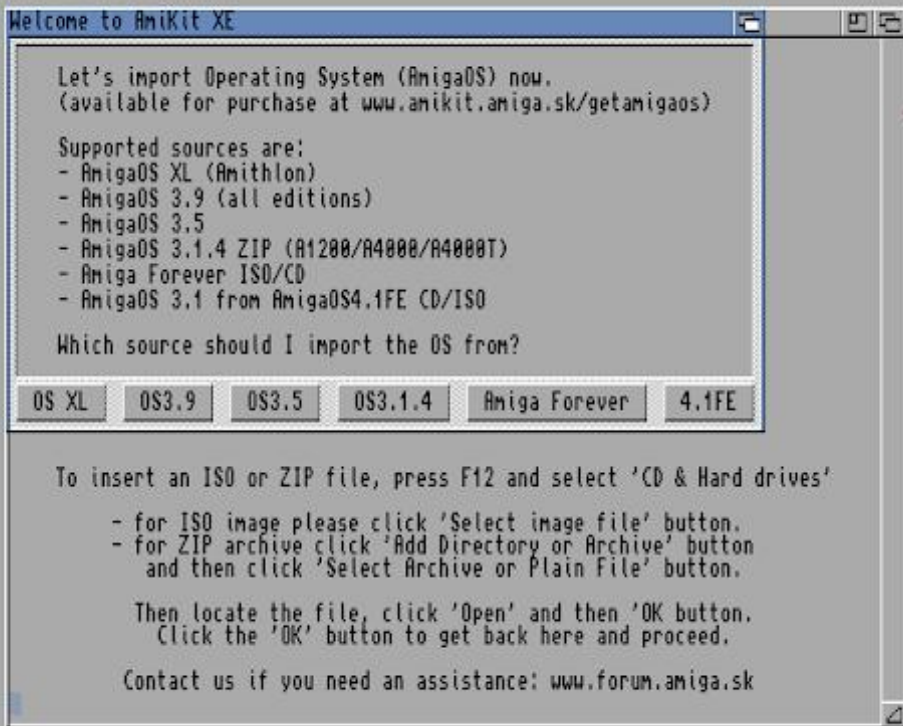 Welcome to AmiKit XE
Let's import Operating System (AmigaOS) now.
(available for purchase at www.amikit.amiga.sk/getamigaos)
Supported sources are:
- AmigaOS XL (Amithlon)
- AmigaOS 3.9 (all editions)
- AmigaOS 3.5
- AmigaOS 3.1.4 ZIP (A1200/A4000/A4000T)
- Amiga Forever ISO/CD
- AmigaOS 3.1 from AmigaOS4.1FE CD/ISO
Which source should I import the OS from?
OS XL OS3.9 OS3.5 OS3.1.4 Amiga Forever 4.1FE
To insert an ISO or ZIP file, press F12 and select 'CD & Hard drives'
- for ISO image please click 'Select image file' button.
- for ZIP archive click 'Add Directory or Archive' button
and then click 'Select Archive or Plain File' button.
Then locate the file, click 'Open' and then 'OK button.
Click the 'OK' button to get back here and proceed.
Contact us if you need an assistance: www.forum.amiga.sk